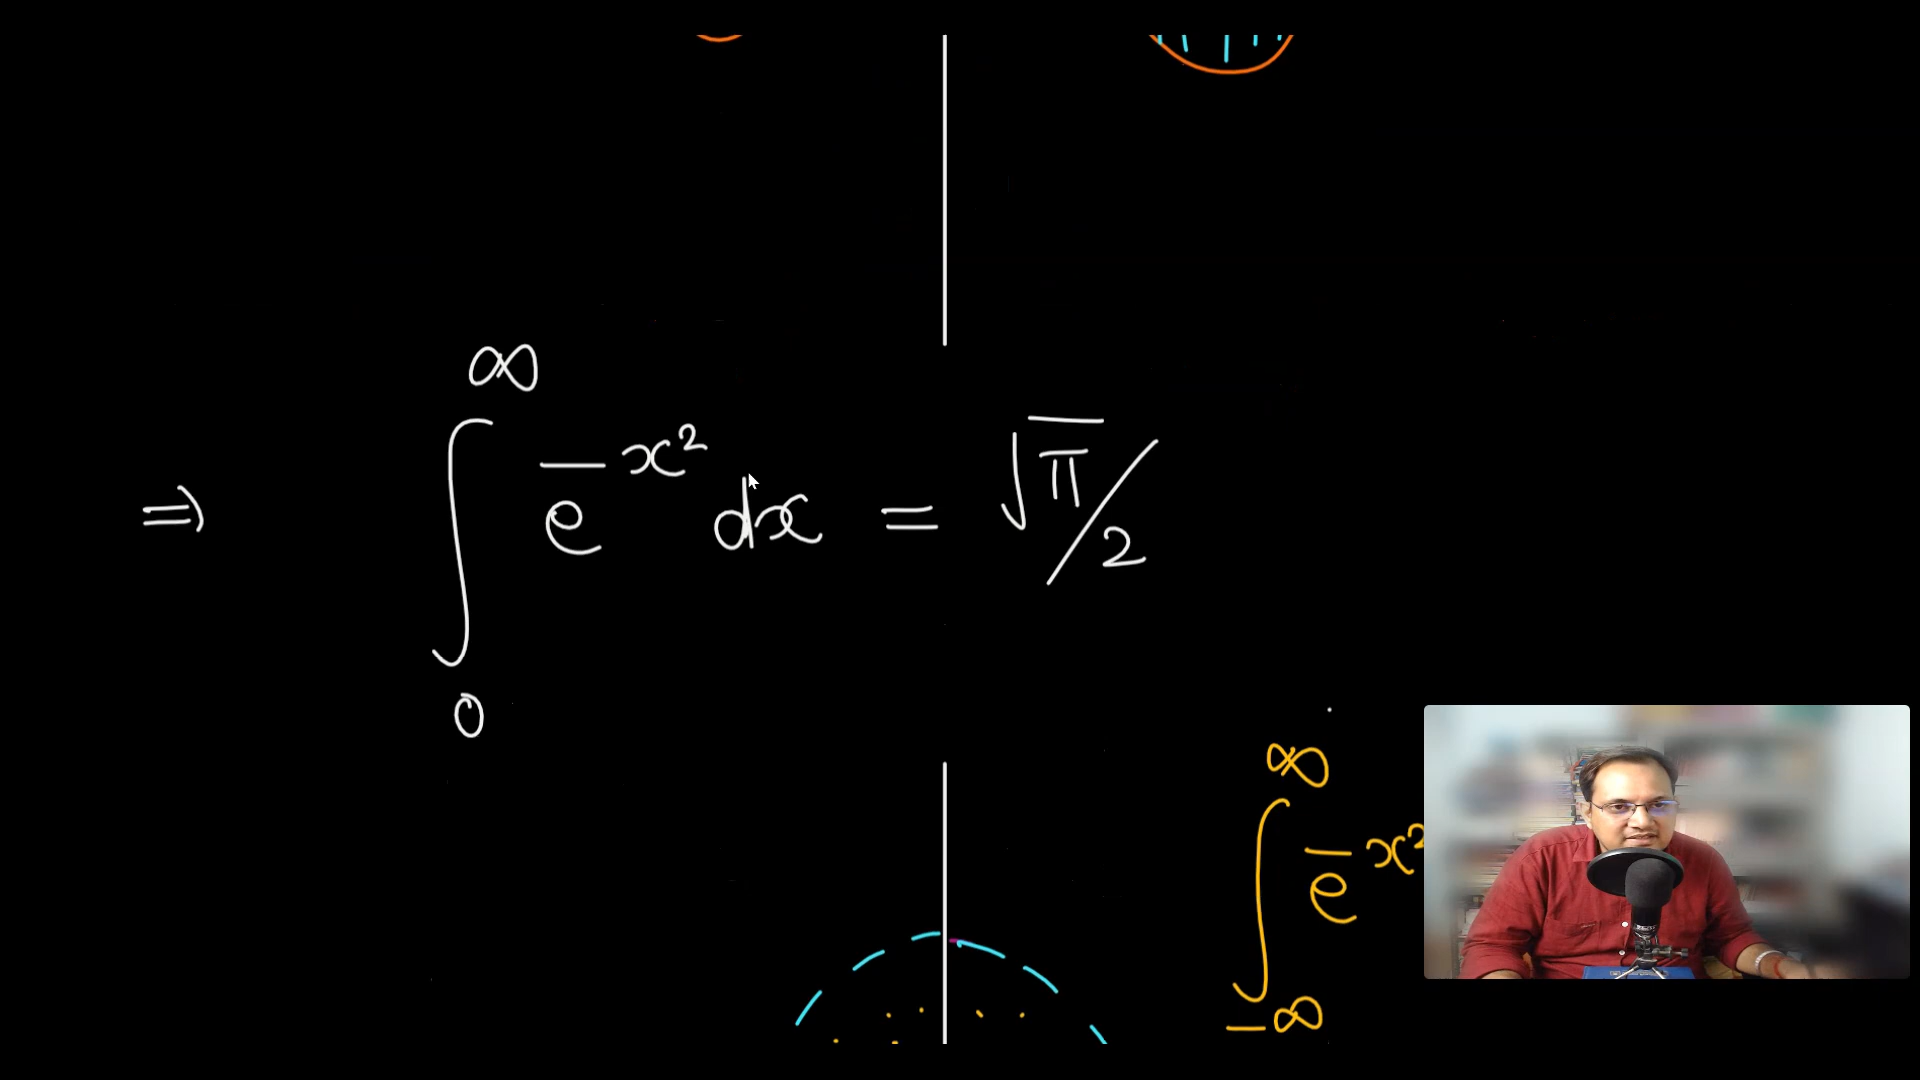 ⇒ ∫₀^∞ e^{-x²} dx = √π/2
∫_{-∞}^∞ e^{-x²}